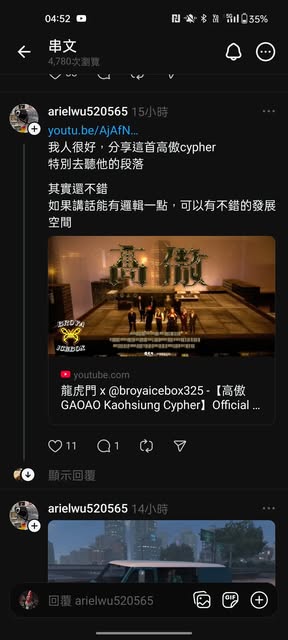 04:52
35%
串文
4,780次瀏覽
arielwu520565 15小時
youtu.be/AjAfN…
我人很好，分享這首高傲cypher
特別去聽他的段落
其實還不錯
如果講話能有邏輯一點，可以有不錯的發展
空間
高傲
BROYA
ICEBOX
youtube.com
龍虎門 x @broyaicebox325 -【高傲
GAOAO Kaohsiung Cypher】Official ...
11
1
顯示回覆
arielwu520565 14小時
回覆 arielwu520565
GIF